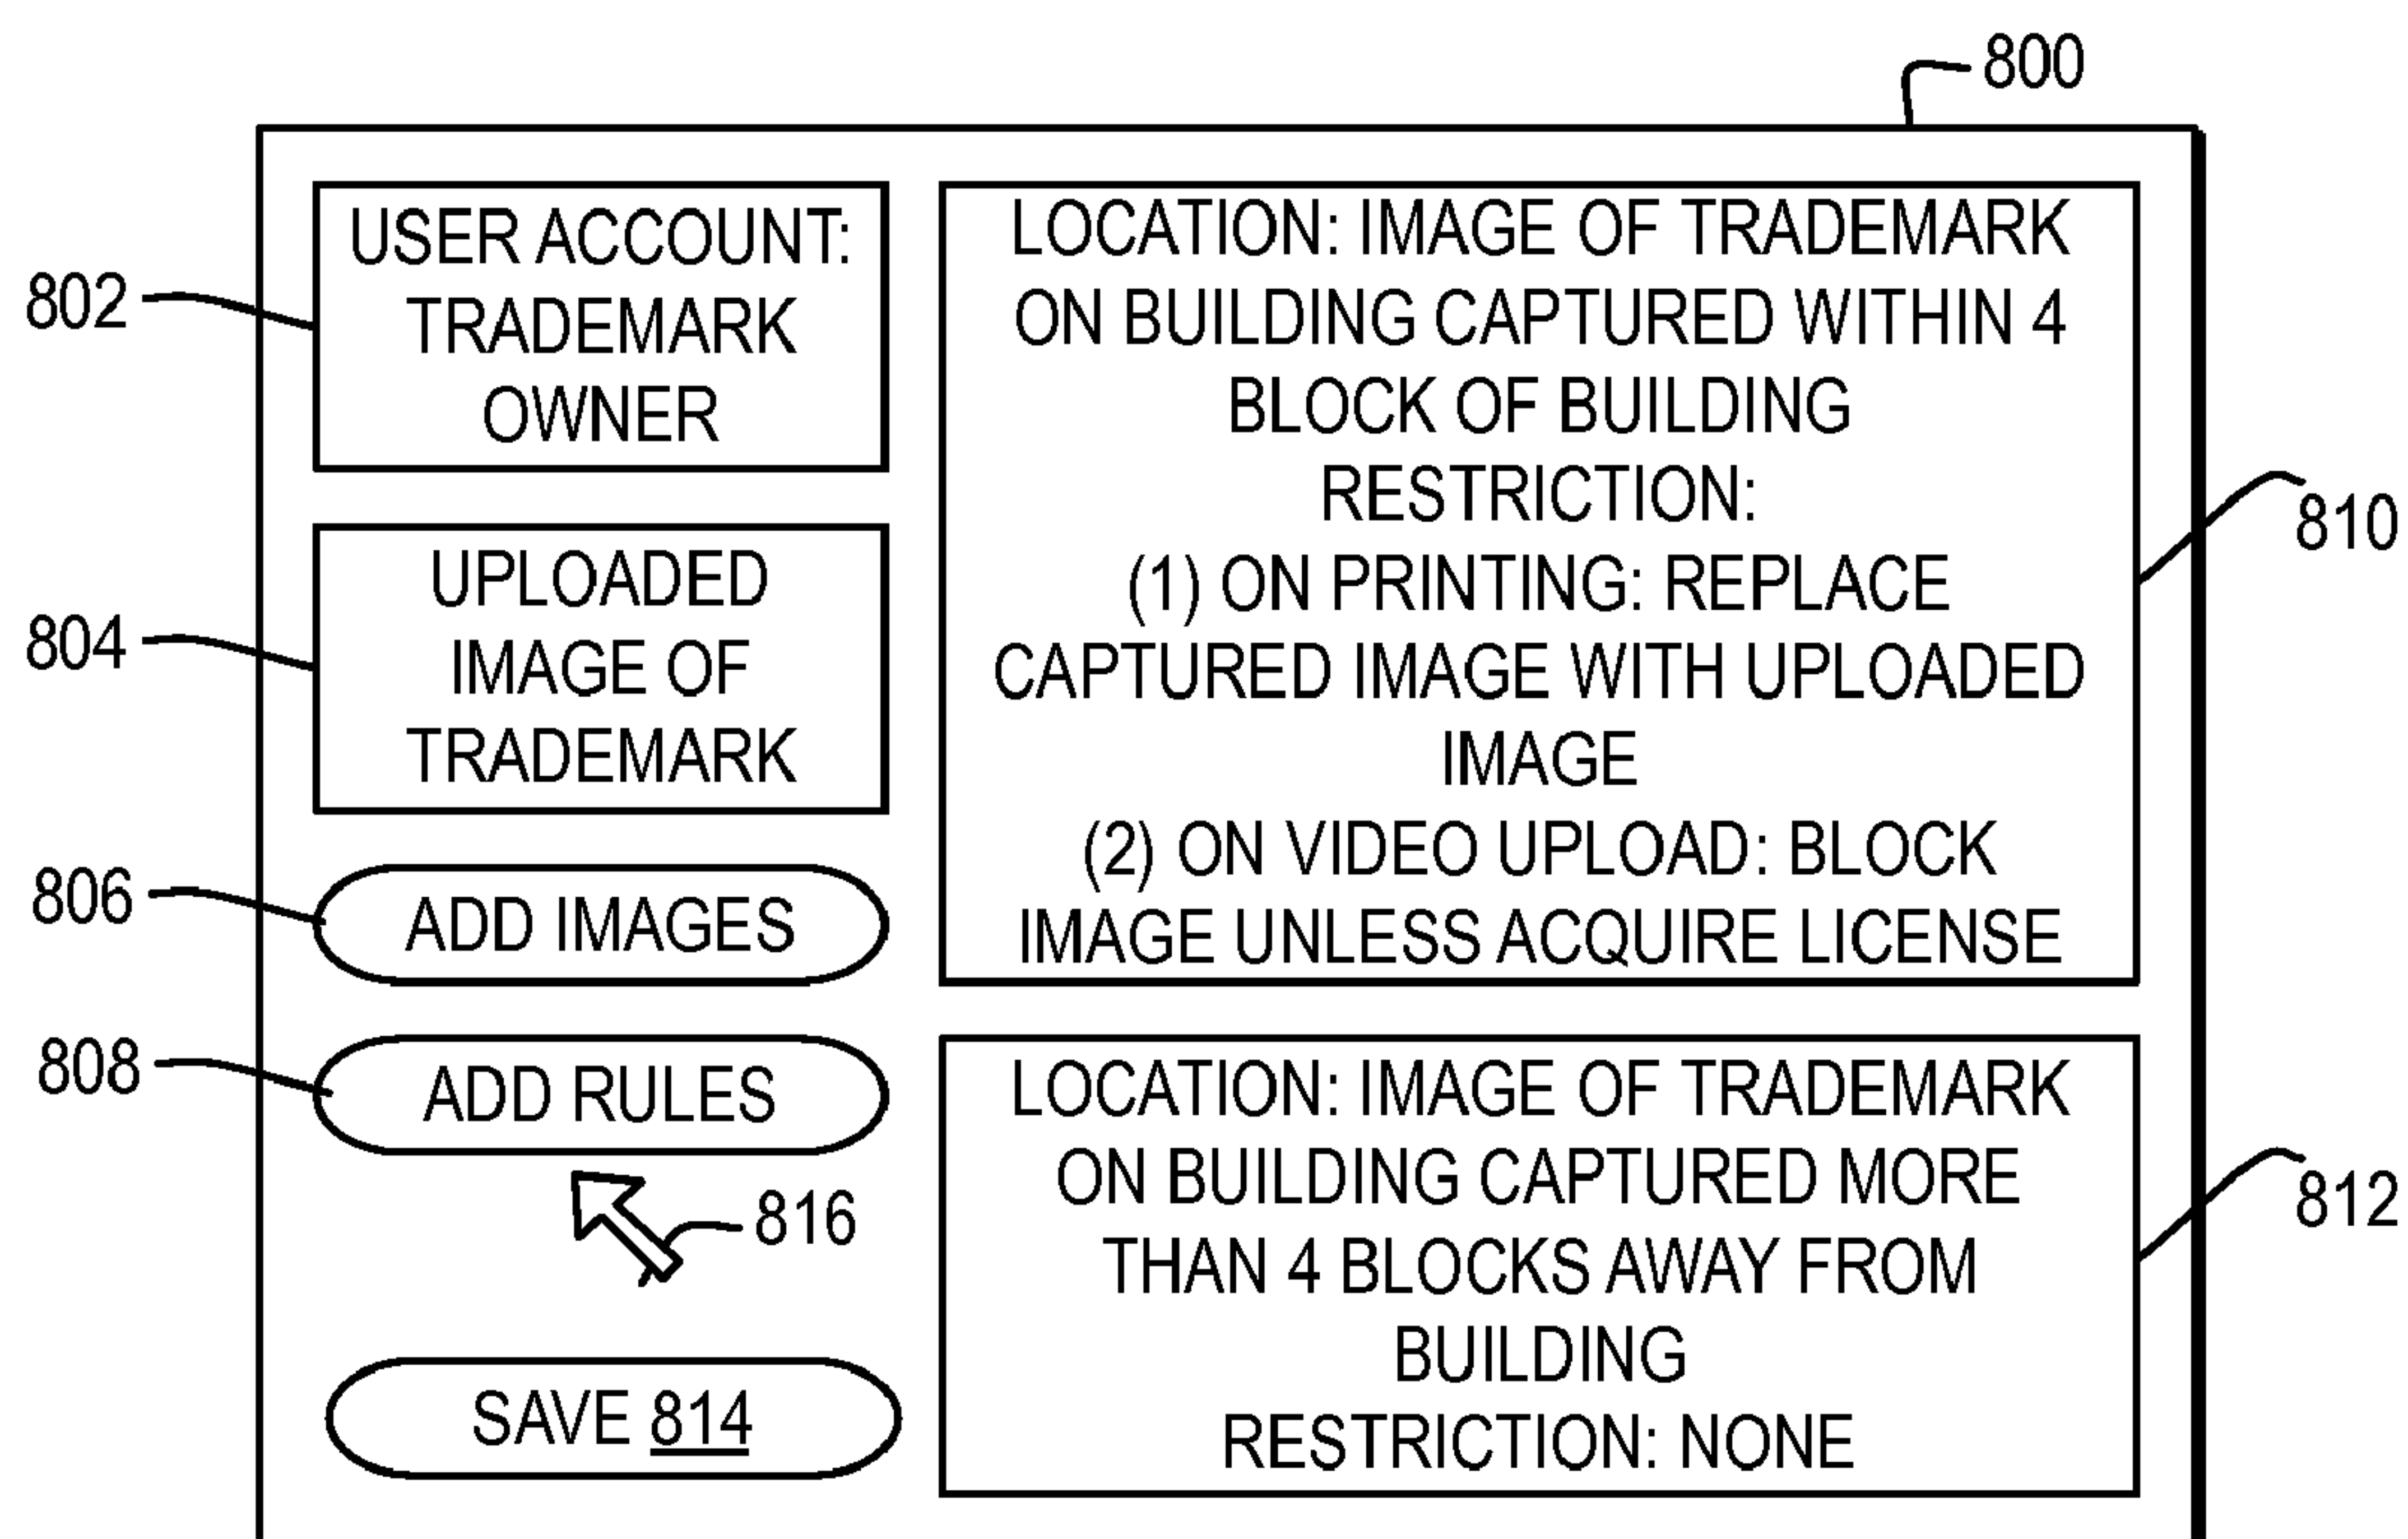 800
802
USER ACCOUNT:
TRADEMARK
OWNER
804
UPLOADED
IMAGE OF
TRADEMARK
806
ADD IMAGES
808
ADD RULES
816
SAVE 814
LOCATION: IMAGE OF TRADEMARK
ON BUILDING CAPTURED WITHIN 4
BLOCK OF BUILDING
RESTRICTION:
(1) ON PRINTING: REPLACE
CAPTURED IMAGE WITH UPLOADED
IMAGE
(2) ON VIDEO UPLOAD: BLOCK
IMAGE UNLESS ACQUIRE LICENSE
810
LOCATION: IMAGE OF TRADEMARK
ON BUILDING CAPTURED MORE
THAN 4 BLOCKS AWAY FROM
BUILDING
RESTRICTION: NONE
812